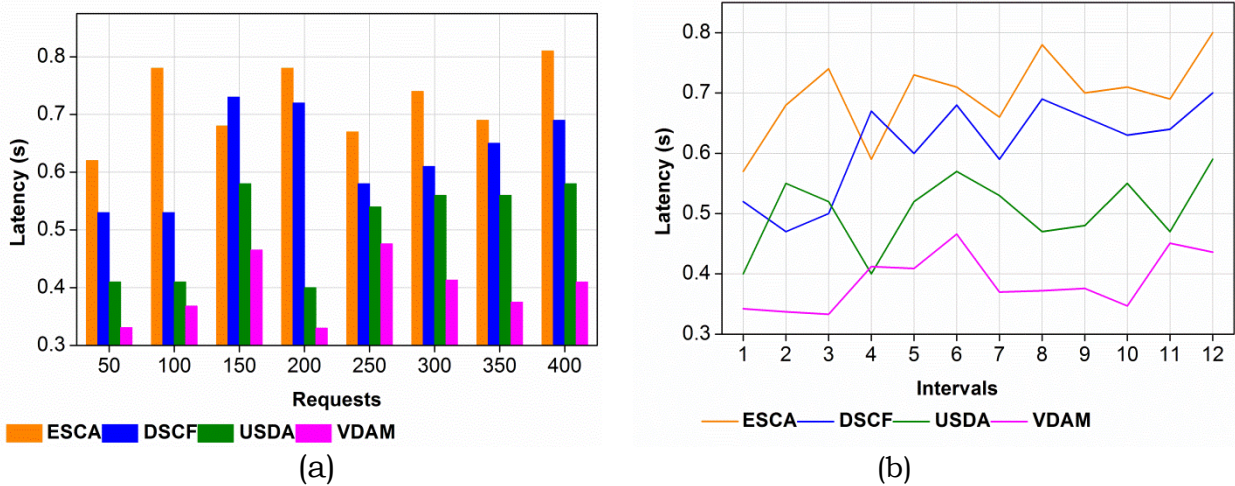 0.8
0.7
0.6
0.5
0.4
0.3
Latency (s)
50 100 150 200 250 300 350 400
Requests
ESCA DSCF USDA VDAM
(a)
0.8
0.7
0.6
0.5
0.4
0.3
Latency (s)
1 2 3 4 5 6 7 8 9 10 11 12
Intervals
ESCA DSCF USDA VDAM
(b)